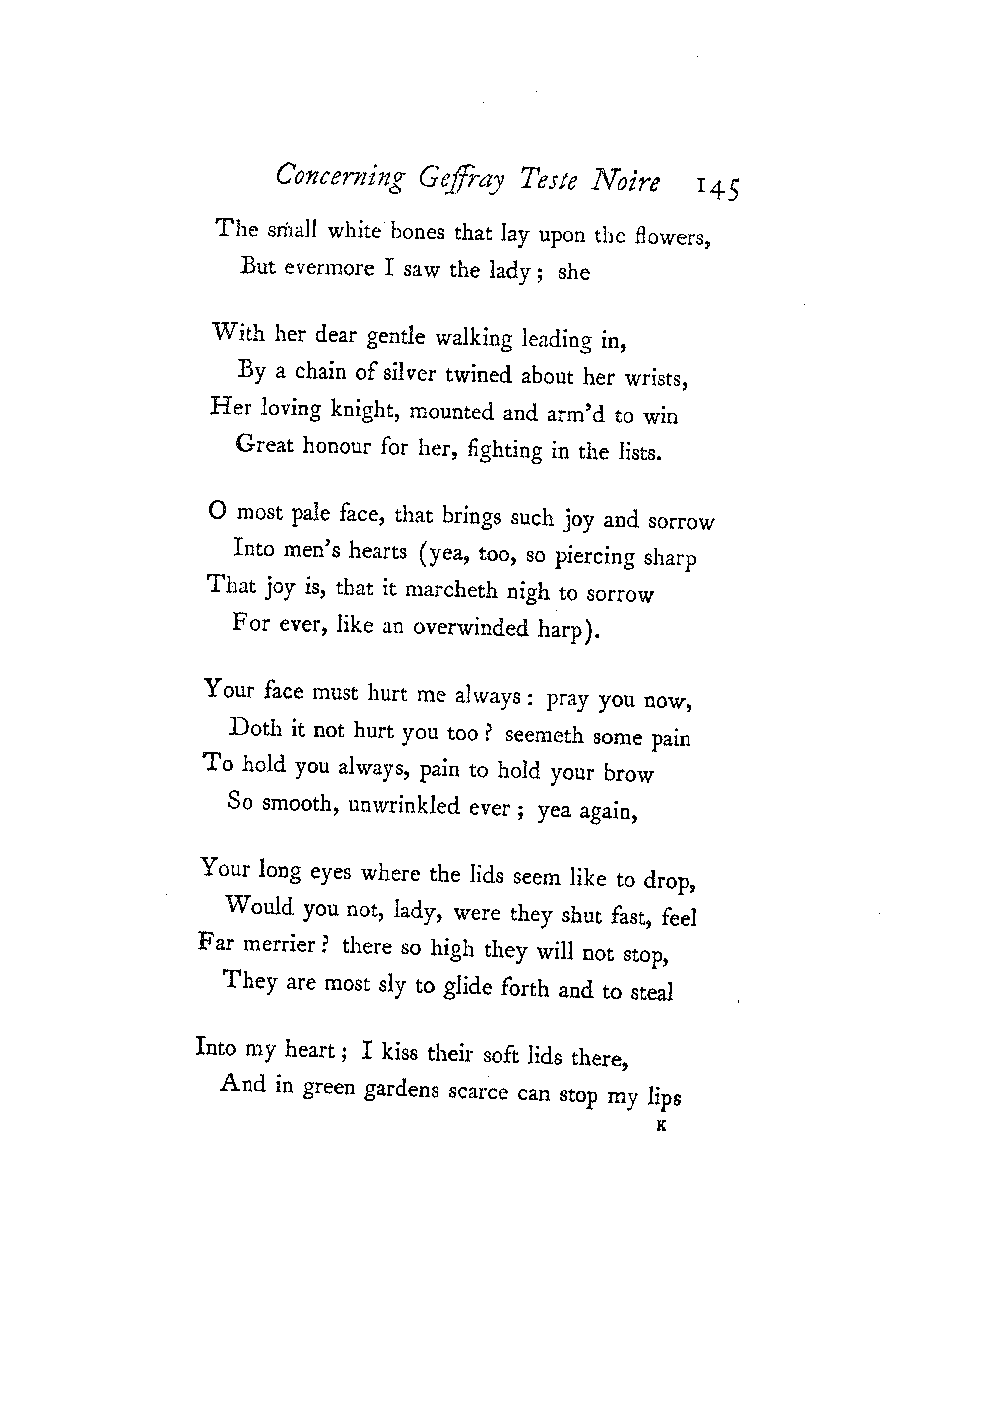 Concerning Geffray Teste Noire 145
The small white bones that lay upon the flowers,
But evermore I saw the lady; she
With her dear gentle walking leading in,
By a chain of silver twined about her wrists,
Her loving knight, mounted and arm'd to win
Great honour for her, fighting in the lists.
O most pale face, that brings such joy and sorrow
Into men's hearts (yea, too, so piercing sharp
That joy is, that it marcheth nigh to sorrow
For ever, like an overwinded harp).
Your face must hurt me always: pray you now,
Doth it not hurt you too? seemeth some pain
To hold you always, pain to hold your brow
So smooth, unwrinkled ever; yea again,
Your long eyes where the lids seem like to drop,
Would you not, lady, were they shut fast, feel
Far merrier? there so high they will not stop,
They are most sly to glide forth and to steal
Into my heart; I kiss their soft lids there,
And in green gardens scarce can stop my lips
K